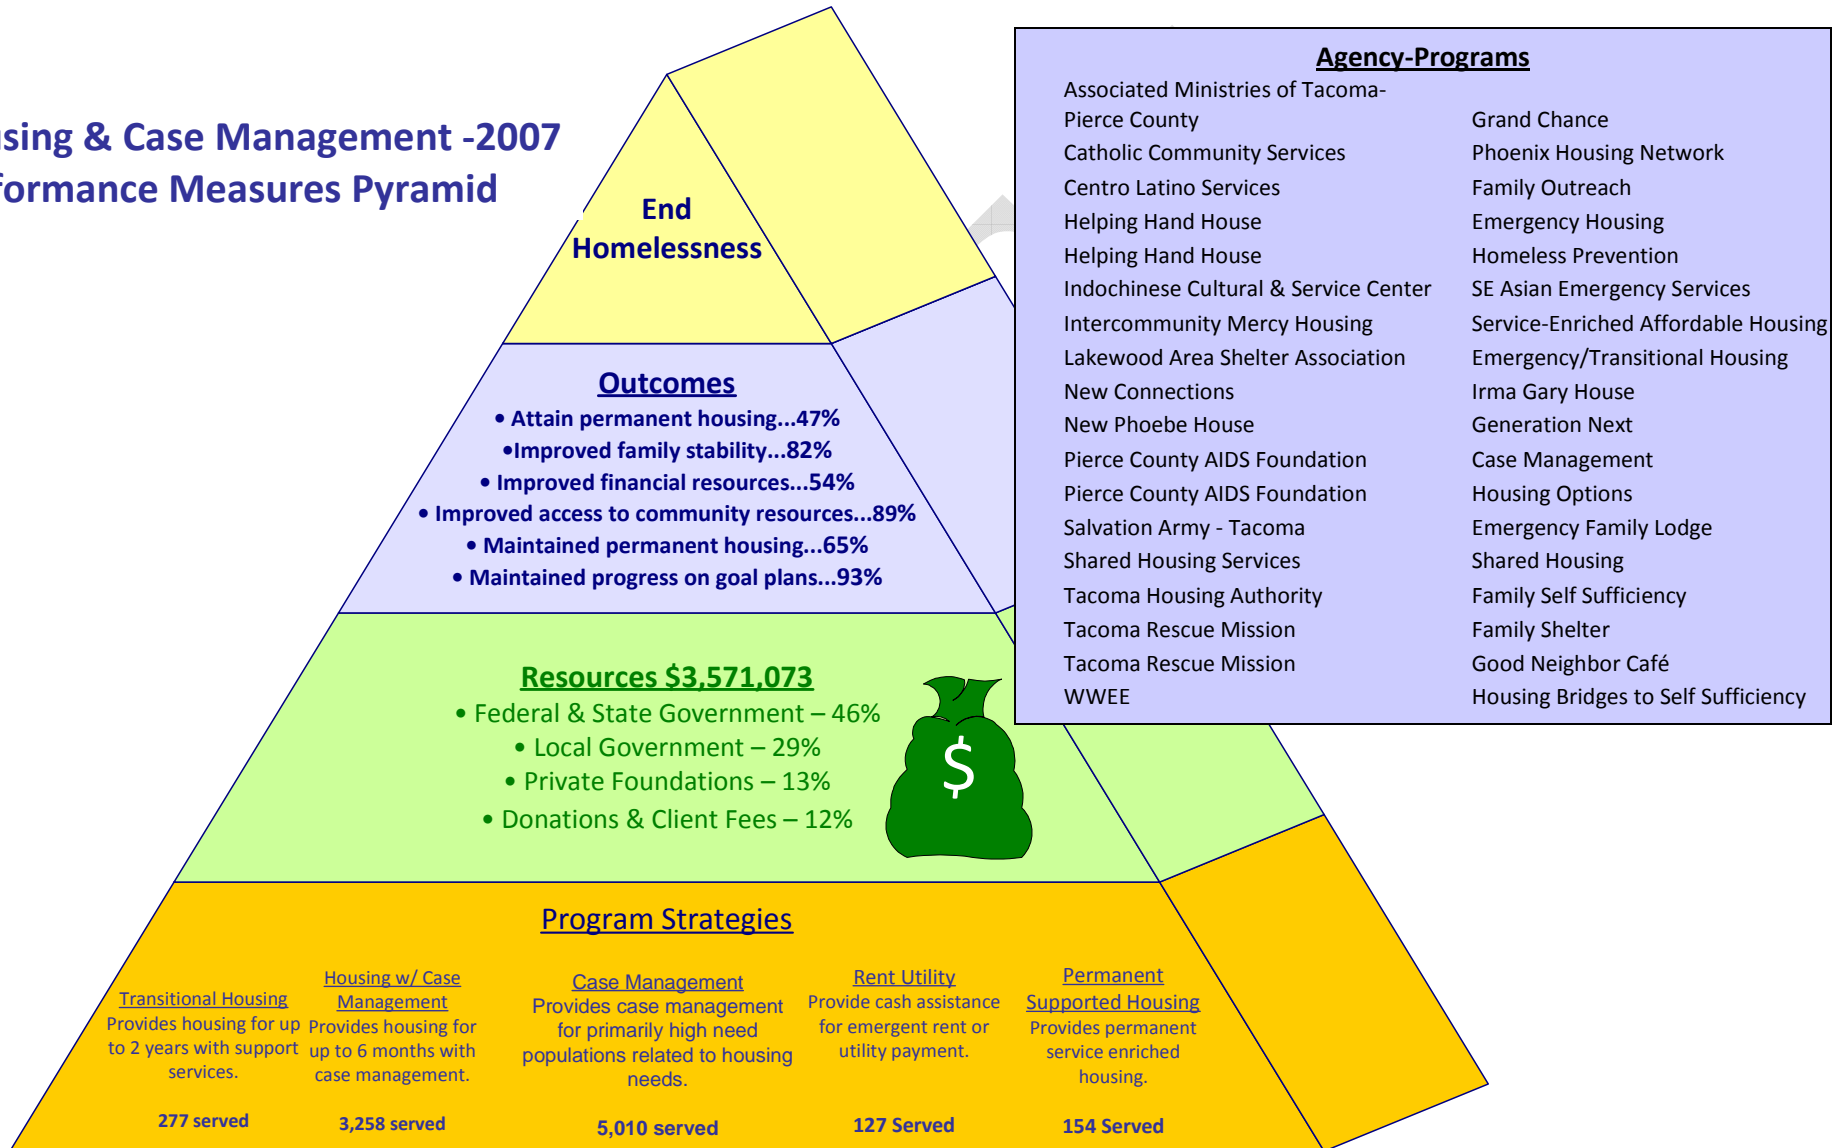 using & Case Management -2007
formance Measures Pyramid
End
Homelessness
Outcomes
• Attain permanent housing...47%
•Improved family stability...82%
• Improved financial resources...54%
• Improved access to community resources...89%
• Maintained permanent housing...65%
• Maintained progress on goal plans...93%
Resources $3,571,073
• Federal & State Government – 46%
• Local Government – 29%
• Private Foundations – 13%
• Donations & Client Fees – 12%
$
Program Strategies
Transitional Housing
Provides housing for up
to 2 years with support
services.
277 served
Housing w/ Case
Management
Provides housing for
up to 6 months with
case management.
3,258 served
Case Management
Provides case management
for primarily high need
populations related to housing
needs.
5,010 served
Rent Utility
Provide cash assistance
for emergent rent or
utility payment.
127 Served
Permanent
Supported Housing
Provides permanent
service enriched
housing.
154 Served
Agency-Programs
Associated Ministries of Tacoma-
Pierce County Grand Chance
Catholic Community Services Phoenix Housing Network
Centro Latino Services Family Outreach
Helping Hand House Emergency Housing
Helping Hand House Homeless Prevention
Indochinese Cultural & Service Center SE Asian Emergency Services
Intercommunity Mercy Housing Service-Enriched Affordable Housing
Lakewood Area Shelter Association Emergency/Transitional Housing
New Connections Irma Gary House
New Phoebe House Generation Next
Pierce County AIDS Foundation Case Management
Pierce County AIDS Foundation Housing Options
Salvation Army - Tacoma Emergency Family Lodge
Shared Housing Services Shared Housing
Tacoma Housing Authority Family Self Sufficiency
Tacoma Rescue Mission Family Shelter
Tacoma Rescue Mission Good Neighbor Café
WWEE Housing Bridges to Self Sufficiency